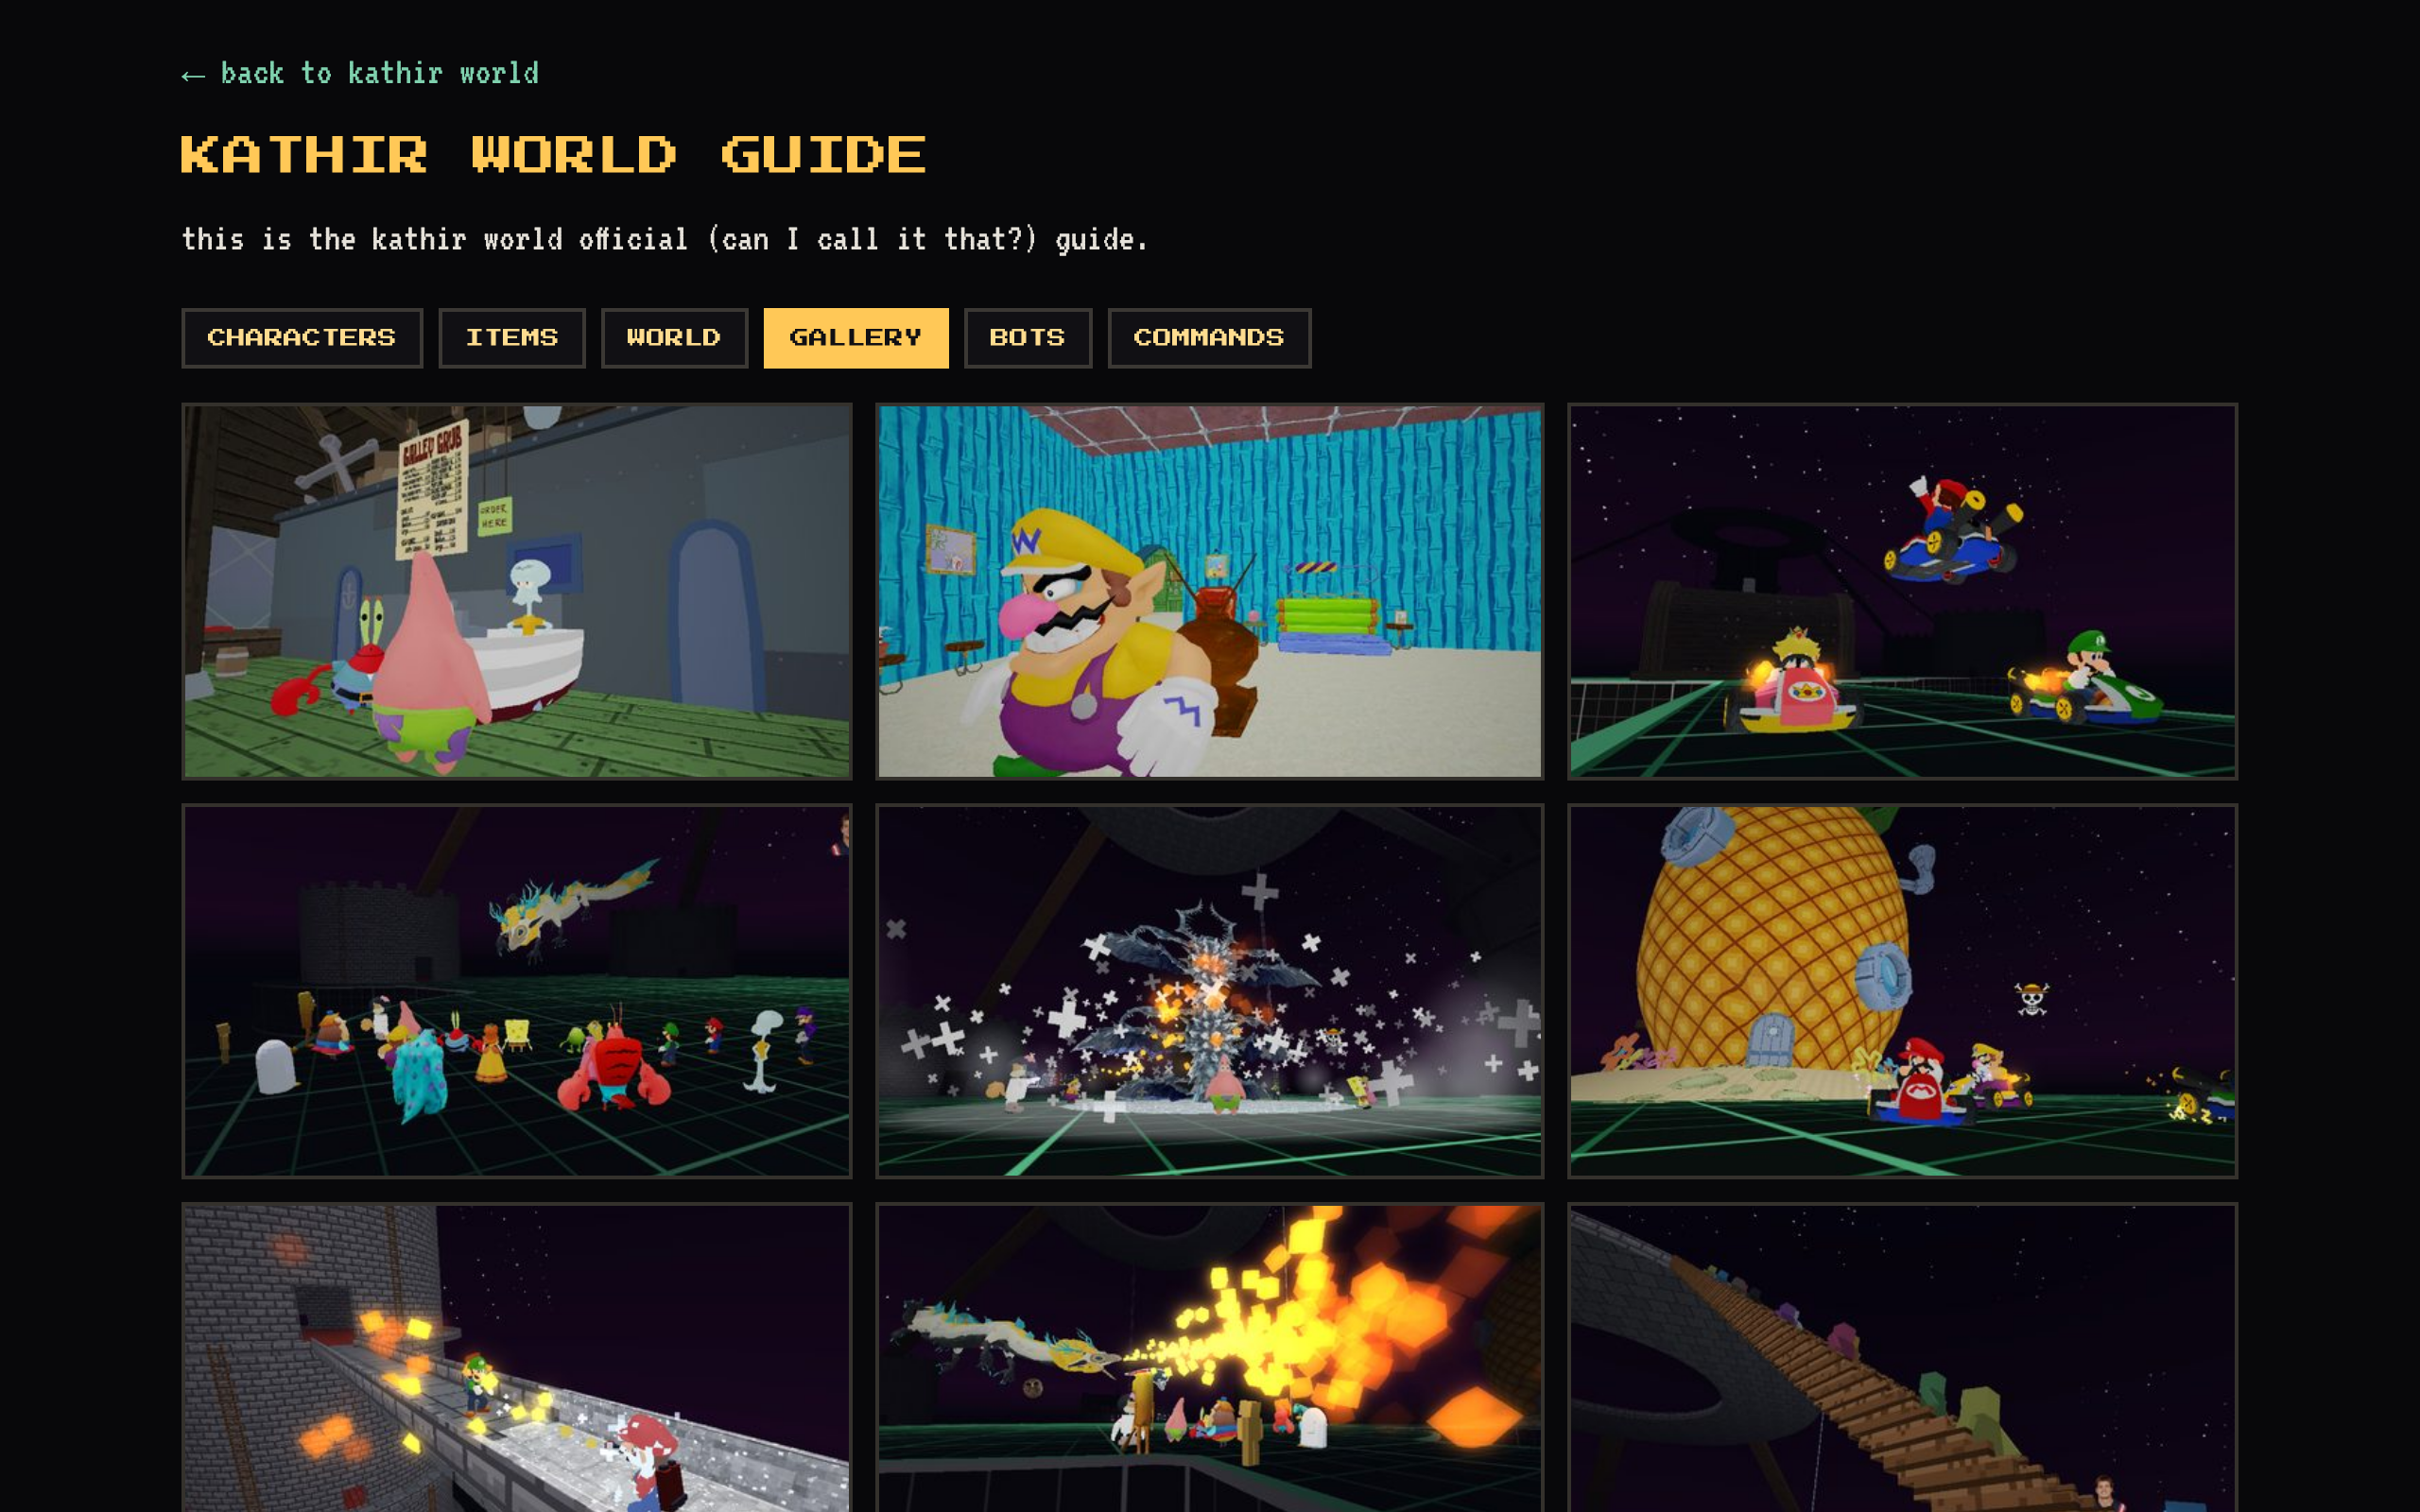 ← back to kathir world
KATHIR WORLD GUIDE
this is the kathir world official (can I call it that?) guide.
CHARACTERS
ITEMS
WORLD
GALLERY
BOTS
COMMANDS
GALLEY GRUB
ORDER
HERE
W